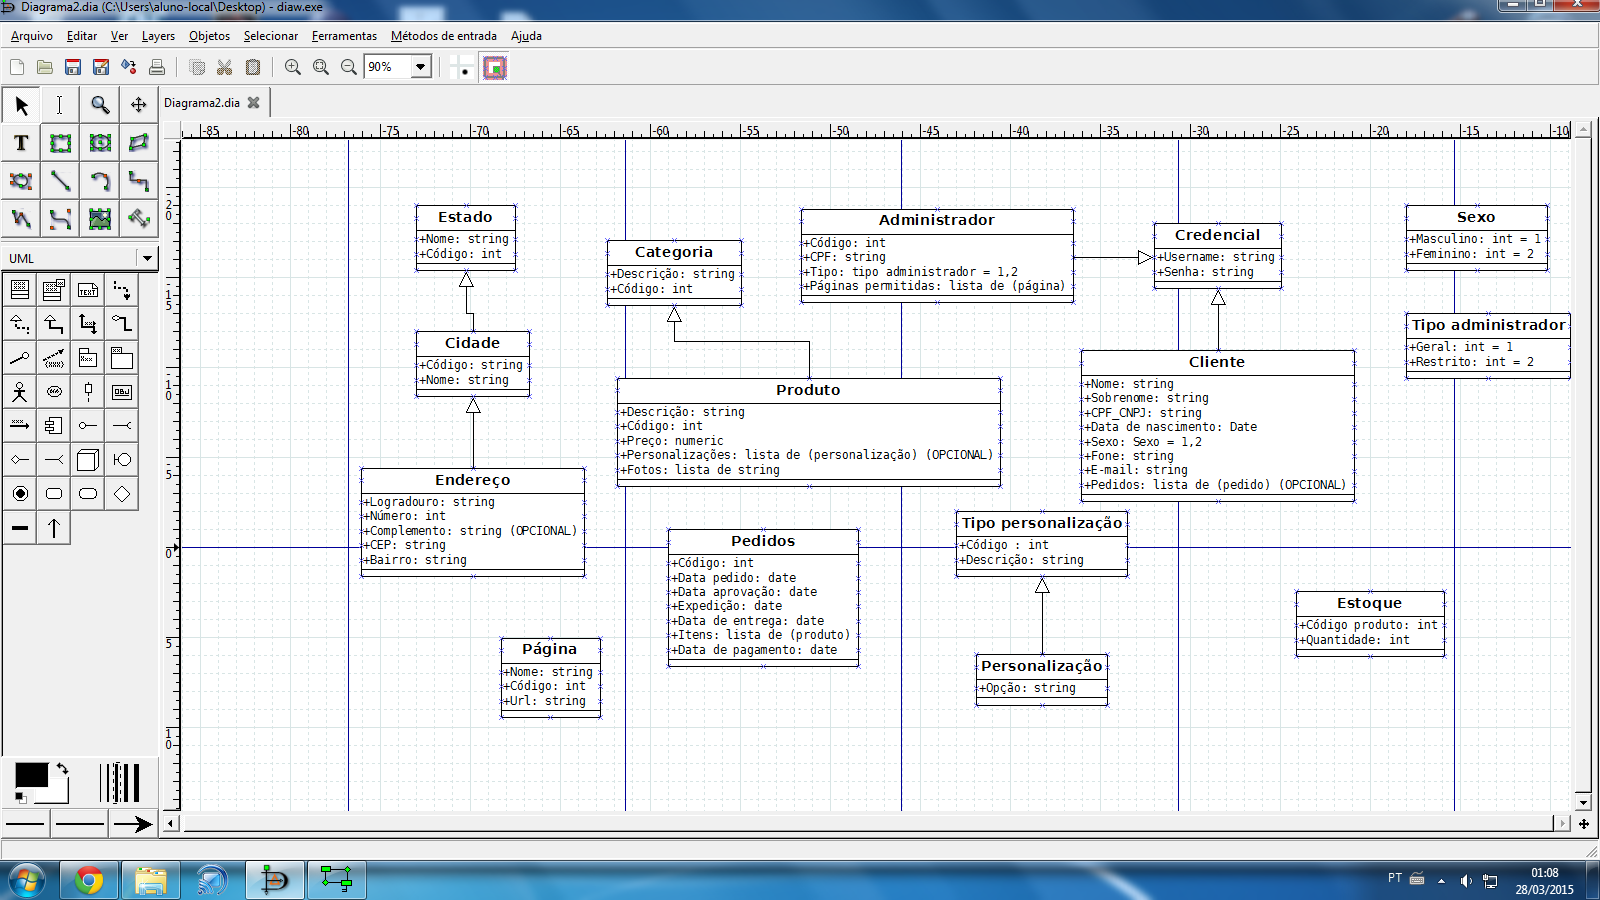 Diagrama2.dia (C:\Users\aluno-local\Desktop) - diaw.exe
Arquivo Editar Ver Layers Objetos Selecionar Ferramentas Métodos de entrada Ajuda
90%
Diagrama2.dia
-85 -80 -75 -70 -65 -60 -55 -50 -45 -40 -35 -30 -25 -20 -15 -10
T
UML
-20
-15
-10
-5
0
5
10
Estado
+Nome: string
+Código: int
Cidade
+Código: string
+Nome: string
Endereço
+Logradouro: string
+Número: int
+Complemento: string (OPCIONAL)
+CEP: string
+Bairro: string
Página
+Nome: string
+Código: int
+Url: string
Categoria
+Descrição: string
+Código: int
Produto
+Descrição: string
+Código: int
+Preço: numeric
+Personalizações: lista de (personalização) (OPCIONAL)
+Fotos: lista de string
Pedidos
+Código: int
+Data pedido: date
+Data aprovação: date
+Expedição: date
+Data de entrega: date
+Itens: lista de (produto)
+Data de pagamento: date
Administrador
+Código: int
+CPF: string
+Tipo: tipo administrador = 1,2
+Páginas permitidas: lista de (página)
Credencial
+Username: string
+Senha: string
Cliente
+Nome: string
+Sobrenome: string
+CPF_CNPJ: string
+Data de nascimento: Date
+Sexo: Sexo = 1,2
+Fone: string
+E-mail: string
+Pedidos: lista de (pedido) (OPCIONAL)
Tipo personalização
+Código : int
+Descrição: string
Personalização
+Opção: string
Sexo
+Masculino: int = 1
+Feminino: int = 2
Tipo administrador
+Geral: int = 1
+Restrito: int = 2
Estoque
+Código produto: int
+Quantidade: int
PT
01:08
28/03/2015